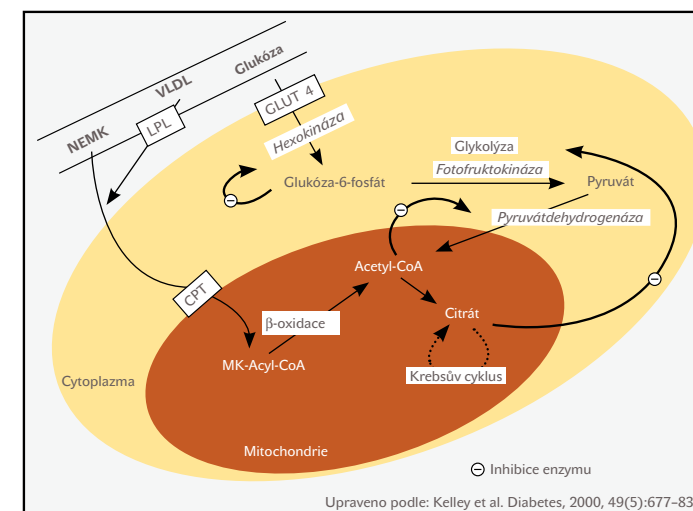 Glukóza
VLDL
NEMK
LPL
GLUT 4
Hexokináza
Glukóza-6-fosfát
Glykolýza
Fotofruktokináza
Pyruvát
Pyruvátdehydrogenáza
Acetyl-CoA
CPT
β-oxidace
Citrát
MK-Acyl-CoA
Krebsův cyklus
Cytoplazma
Mitochondrie
Inhibice enzymu
Upraveno podle: Kelley et al. Diabetes, 2000, 49(5):677–83